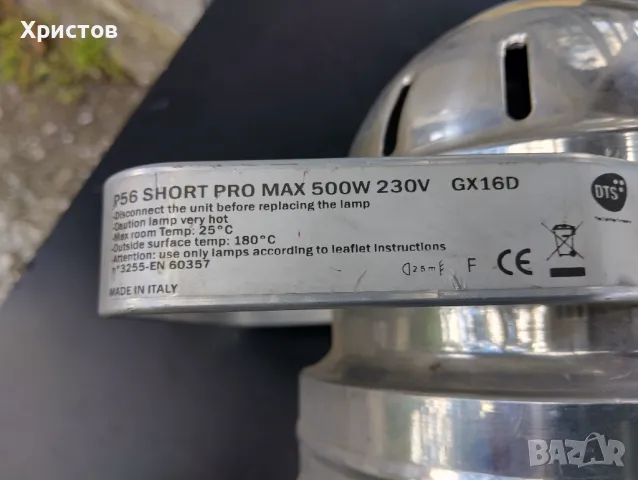 Христов
P56 SHORT PRO MAX 500W 230V GX16D
-Disconnect the unit before replacing the lamp
-Caution lamp very hot
-Max room Temp: 25°C
-Outside surface temp: 180°C
-Attention: use only lamps according to leaflet instructions
n°3255-EN 60357
MADE IN ITALY
F CE
DTS
BAZAR